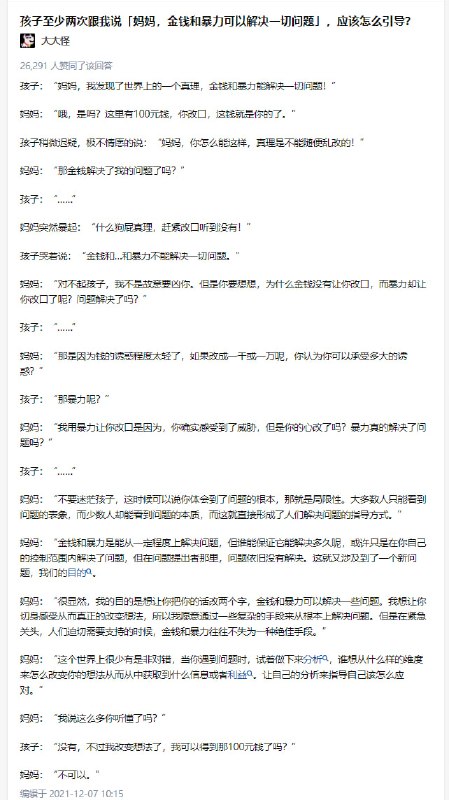 孩子至少两次跟我说「妈妈，金钱和暴力可以解决一切问题」，应该怎么引导？
大大怪
26,291 人赞同了该回答
孩子：“妈妈，我发现了世界上的一个真理，金钱和暴力能解决一切问题！”
妈妈：“哦，是吗？这里有100元钱，你改口，这钱就是你的了。”
孩子稍微迟疑，极不情愿的说：“妈妈，你怎么能这样，真理是不能随便乱改的！”
妈妈：“那金钱解决了我的问题了吗？”
孩子：“……”
妈妈突然暴起：“什么狗屁真理，赶紧改口听到没有！”
孩子哭着说：“金钱和…和暴力不能解决一切问题。”
妈妈：“对不起孩子，我不是故意要凶你。但是你要想想，为什么金钱没有让你改口，而暴力却让
你改口了呢？问题解决了吗？”
孩子：“……”
妈妈：“那是因为钱的诱惑程度太轻了，如果改成一千或一万呢，你认为你可以承受多大的诱
惑？”
孩子：“那暴力呢？”
妈妈：“我用暴力让你改口是因为，你确实感受到了威胁，但是你的心改了吗？暴力真的解决了问
题吗？”
孩子：“……”
妈妈：“不要迷茫孩子，这时候可以说你体会到了问题的根本，那就是局限性。大多数人只能看到
问题的表象，而少数人却能看到问题的本质，而这就直接形成了人们解决问题的指导方式。”
妈妈：“金钱和暴力是能从一定程度上解决问题，但谁能保证它能解决多久呢，或许只是在你自己
的控制范围内解决了问题，但在问题提出者那里，问题依旧没有解决。这就又涉及到了一个新问
题，我们的目的。
妈妈：“很显然，我的目的是想让你把你的话改两个字，金钱和暴力可以解决一些问题。我想让你
切身感受从而真正的改变想法，所以我愿意通过一些复杂的手段来从根本上解决问题。但是在紧急
关头，人们迫切需要支持的时候，金钱和暴力往往不失为一种绝佳手段。”
妈妈：“这个世界上很少有是非对错，当你遇到问题时，试着做下来分析，谁想从什么样的维度
来怎么改变你的想法从而从中获取到什么信息或者利益。让自己的分析来指导自己该怎么应
对。”
妈妈：“我说这么多你听懂了吗？”
孩子：“没有，不过我改变想法了，我可以得到那100元钱了吗？”
妈妈：“不可以。”
编辑于 2021-12-07 10:15